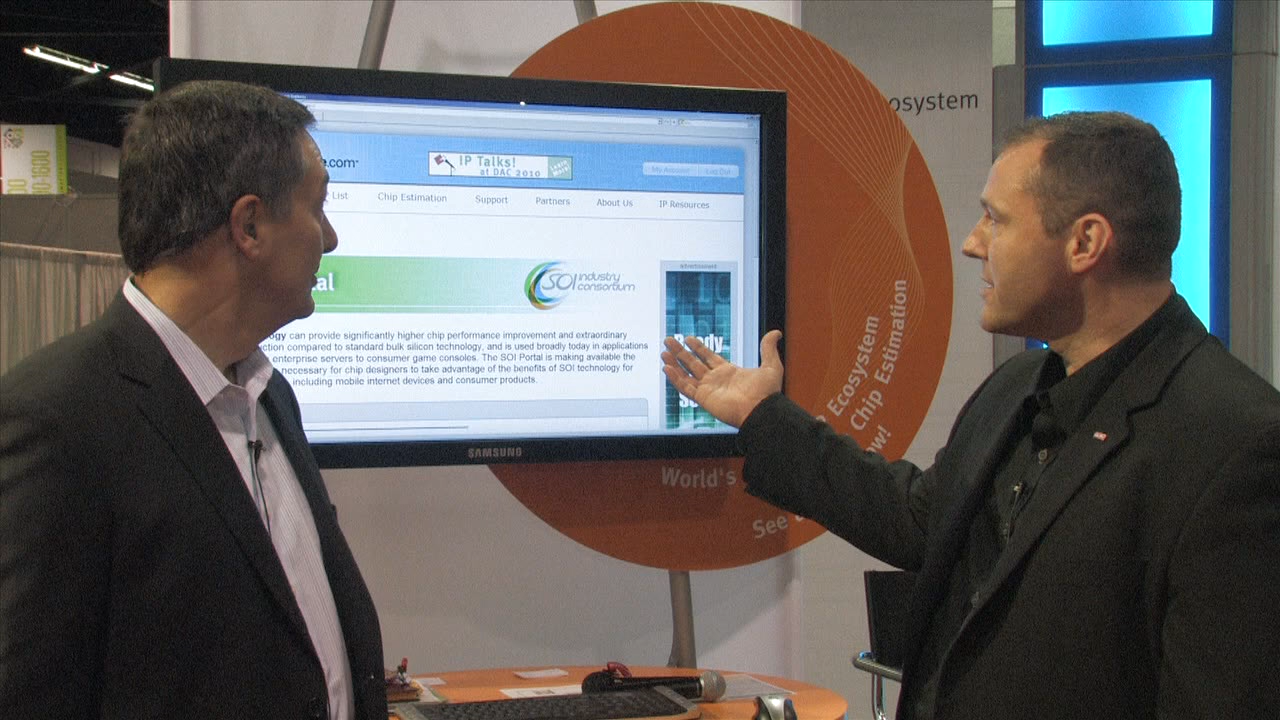 osystem
e.com
IP Talks!
at DAC 2010
My Account
Log Out
List
Chip Estimation
Support
Partners
About Us
IP Resources
advertisement
SOI industry
consortium
tal
ology can provide significantly higher chip performance improvement and extraordinary
ction compared to standard bulk silicon technology, and is used broadly today in applications
enterprise servers to consumer game consoles. The SOI Portal is making available the
necessary for chip designers to take advantage of the benefits of SOI technology for
including mobile internet devices and consumer products.
Ready
SAMSUNG
World's
Ecosystem
Chip Estimation
See
ow!